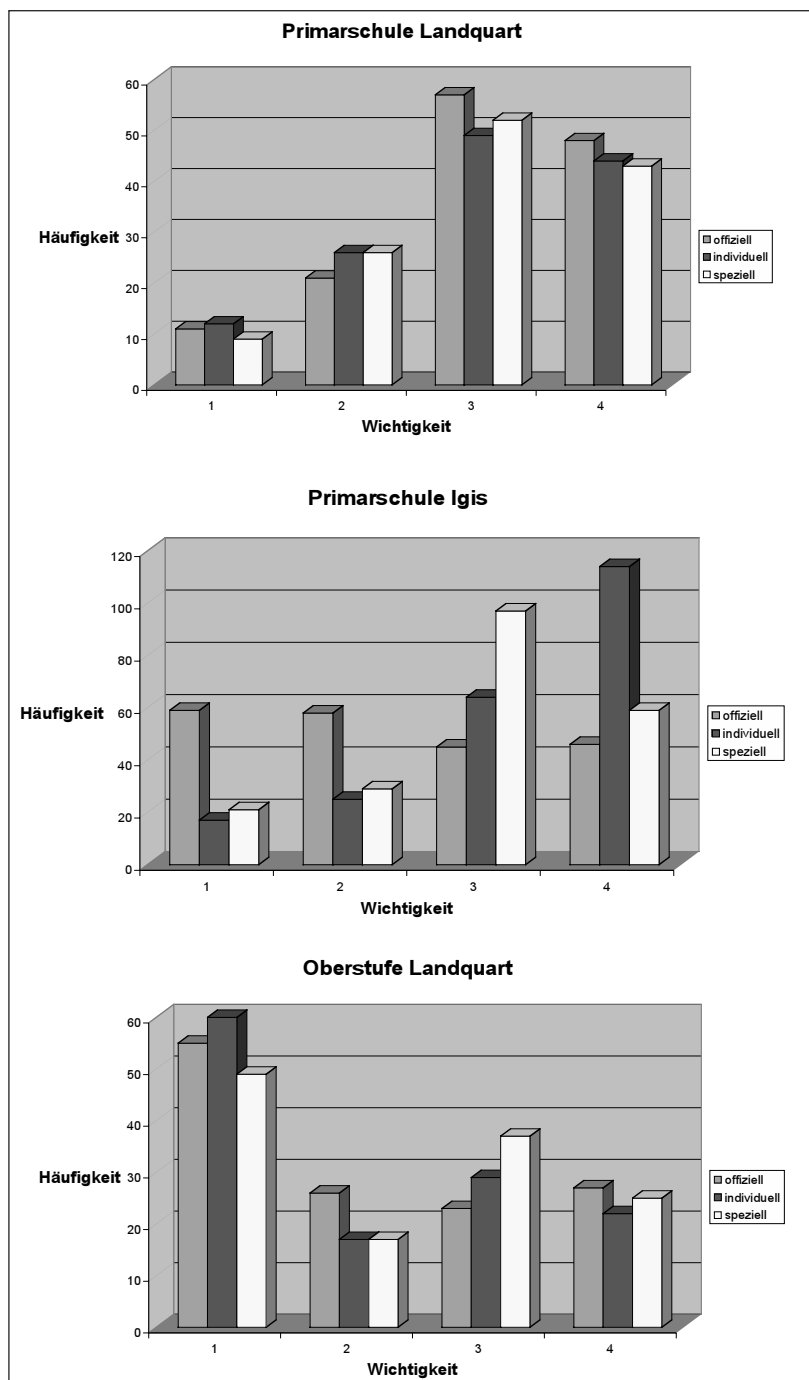 Primarschule Landquart
60
50
40
30
20
10
0
Häufigkeit
1 2 3 4
Wichtigkeit
offiziell
individuell
speziell
Primarschule Igis
120
100
80
60
40
20
0
Häufigkeit
1 2 3 4
Wichtigkeit
offiziell
individuell
speziell
Oberstufe Landquart
60
50
40
30
20
10
0
Häufigkeit
1 2 3 4
Wichtigkeit
offiziell
individuell
speziell